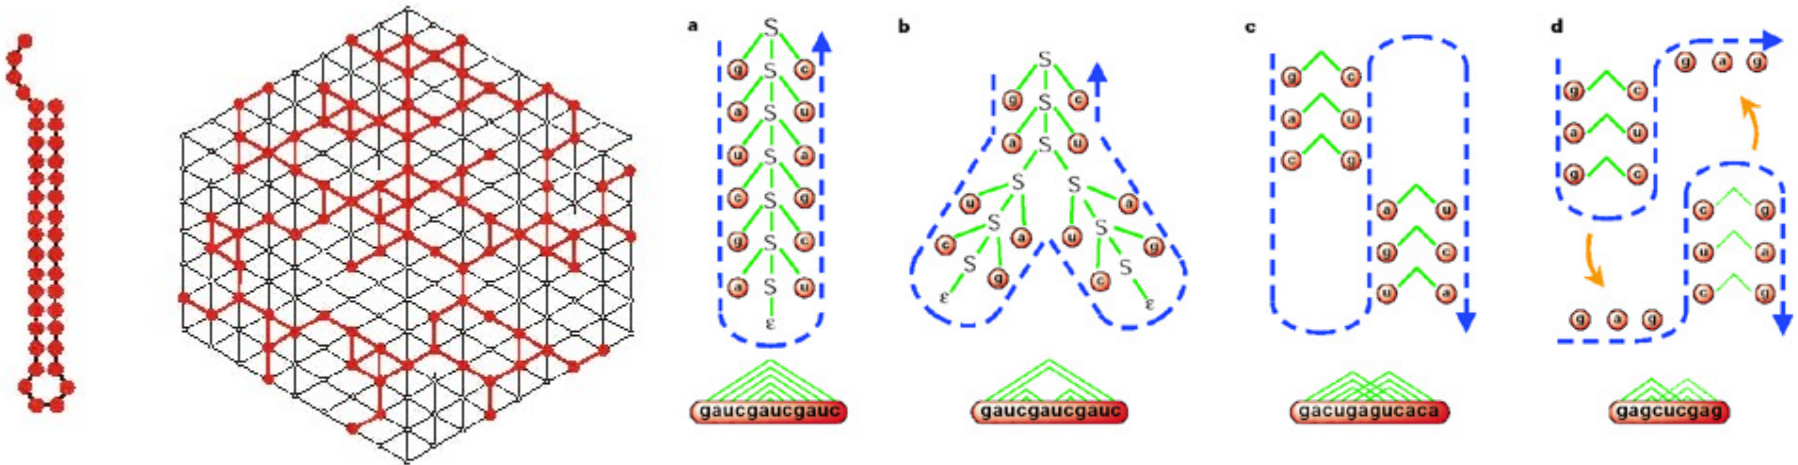 a
S
g S c
a S u
u S a
c S g
g S c
a S u
ε
gaucgaucgauc
b
S
g S c
a S u
S S
u a
S S
c a u g
S S
g c
ε ε
gaucgaucgauc
c
g c
a u
c g
a u
g c
u a
gacugagucaca
d
g a g
g c
a u
g c
c g
u a
c g
g a g
gagcucgag